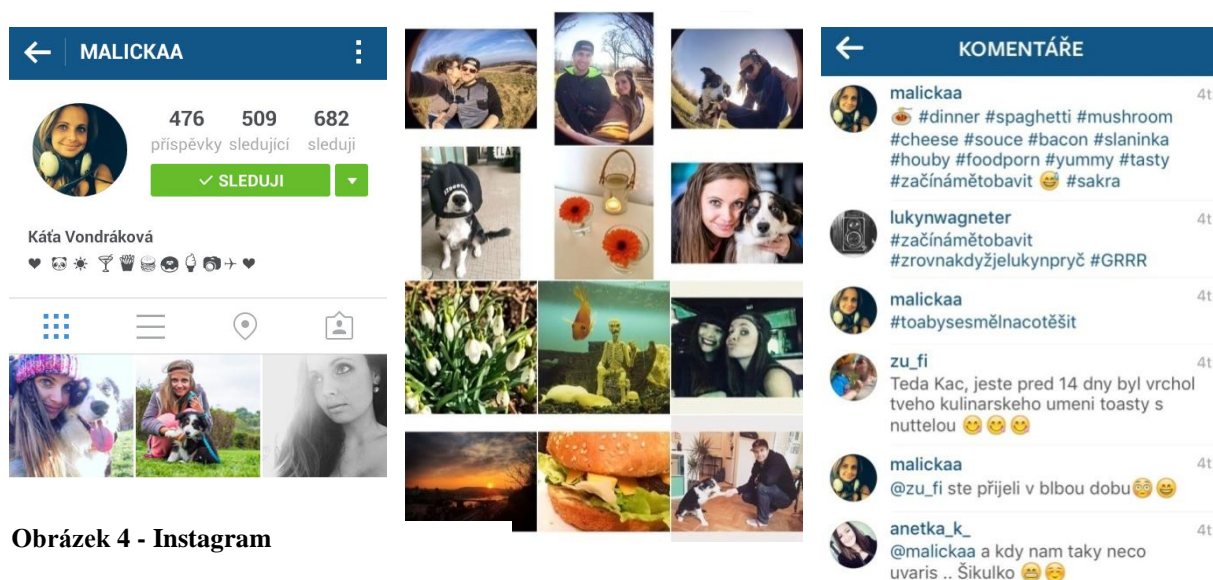 MALICKAA
476 509 682
příspěvky sledující sleduji
SLEDUJI
Káťa Vondráková
Obrázek 4 - Instagram
KOMENTÁŘE
malickaa 4t
#dinner #spaghetti #mushroom
#cheese #souce #bacon #slaninka
#houby #foodporn #yummy #tasty
#začínámětobavit 😅 #sakra
lukynwagneter 4t
#začínámětobavit
#zrovnakdyžjelukynpryč #GRRR
malickaa 4t
#toabysesmělnacotěšit
zu_fi 4t
Teda Kac, jeste pred 14 dny byl vrchol
tveho kulinarskeho umeni toasty s
nuttelou 😋😋😋
malickaa 4t
@zu_fi ste přijeli v blbou dobu😳😄
anetka_k_ 4t
@malickaa a kdy nam taky neco
uvaris .. Šikulko 😄☺️